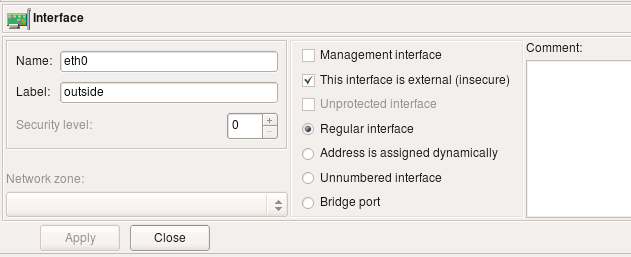 Interface
Name: eth0
Label: outside
Security level: 0
Network zone:
Management interface
This interface is external (insecure)
Unprotected interface
Regular interface
Address is assigned dynamically
Unnumbered interface
Bridge port
Comment:
Apply
Close